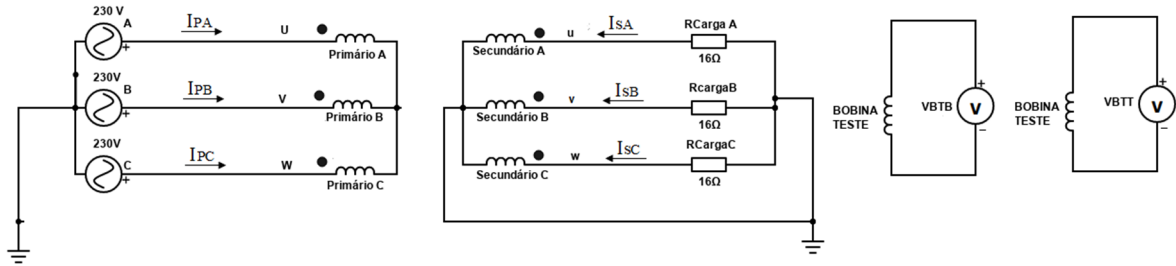 230 V
A
+
IPA
U
Primário A
230V
B
+
IPB
V
Primário B
230V
C
+
IPC
W
Primário C
Secundário A
u
ISA
RCarga A
16Ω
Secundário B
v
ISB
RcargaB
16Ω
Secundário C
w
ISC
RCargaC
16Ω
BOBINA
TESTE
VBTB
+
V
−
BOBINA
TESTE
VBTT
+
V
−